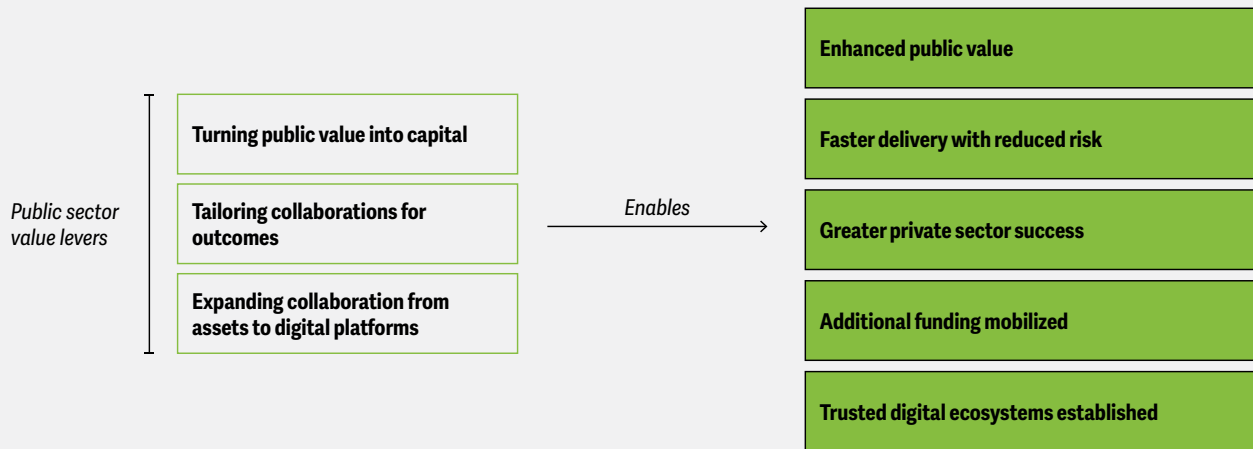 Public sector
value levers
Turning public value into capital
Tailoring collaborations for
outcomes
Expanding collaboration from
assets to digital platforms
Enables
Enhanced public value
Faster delivery with reduced risk
Greater private sector success
Additional funding mobilized
Trusted digital ecosystems established